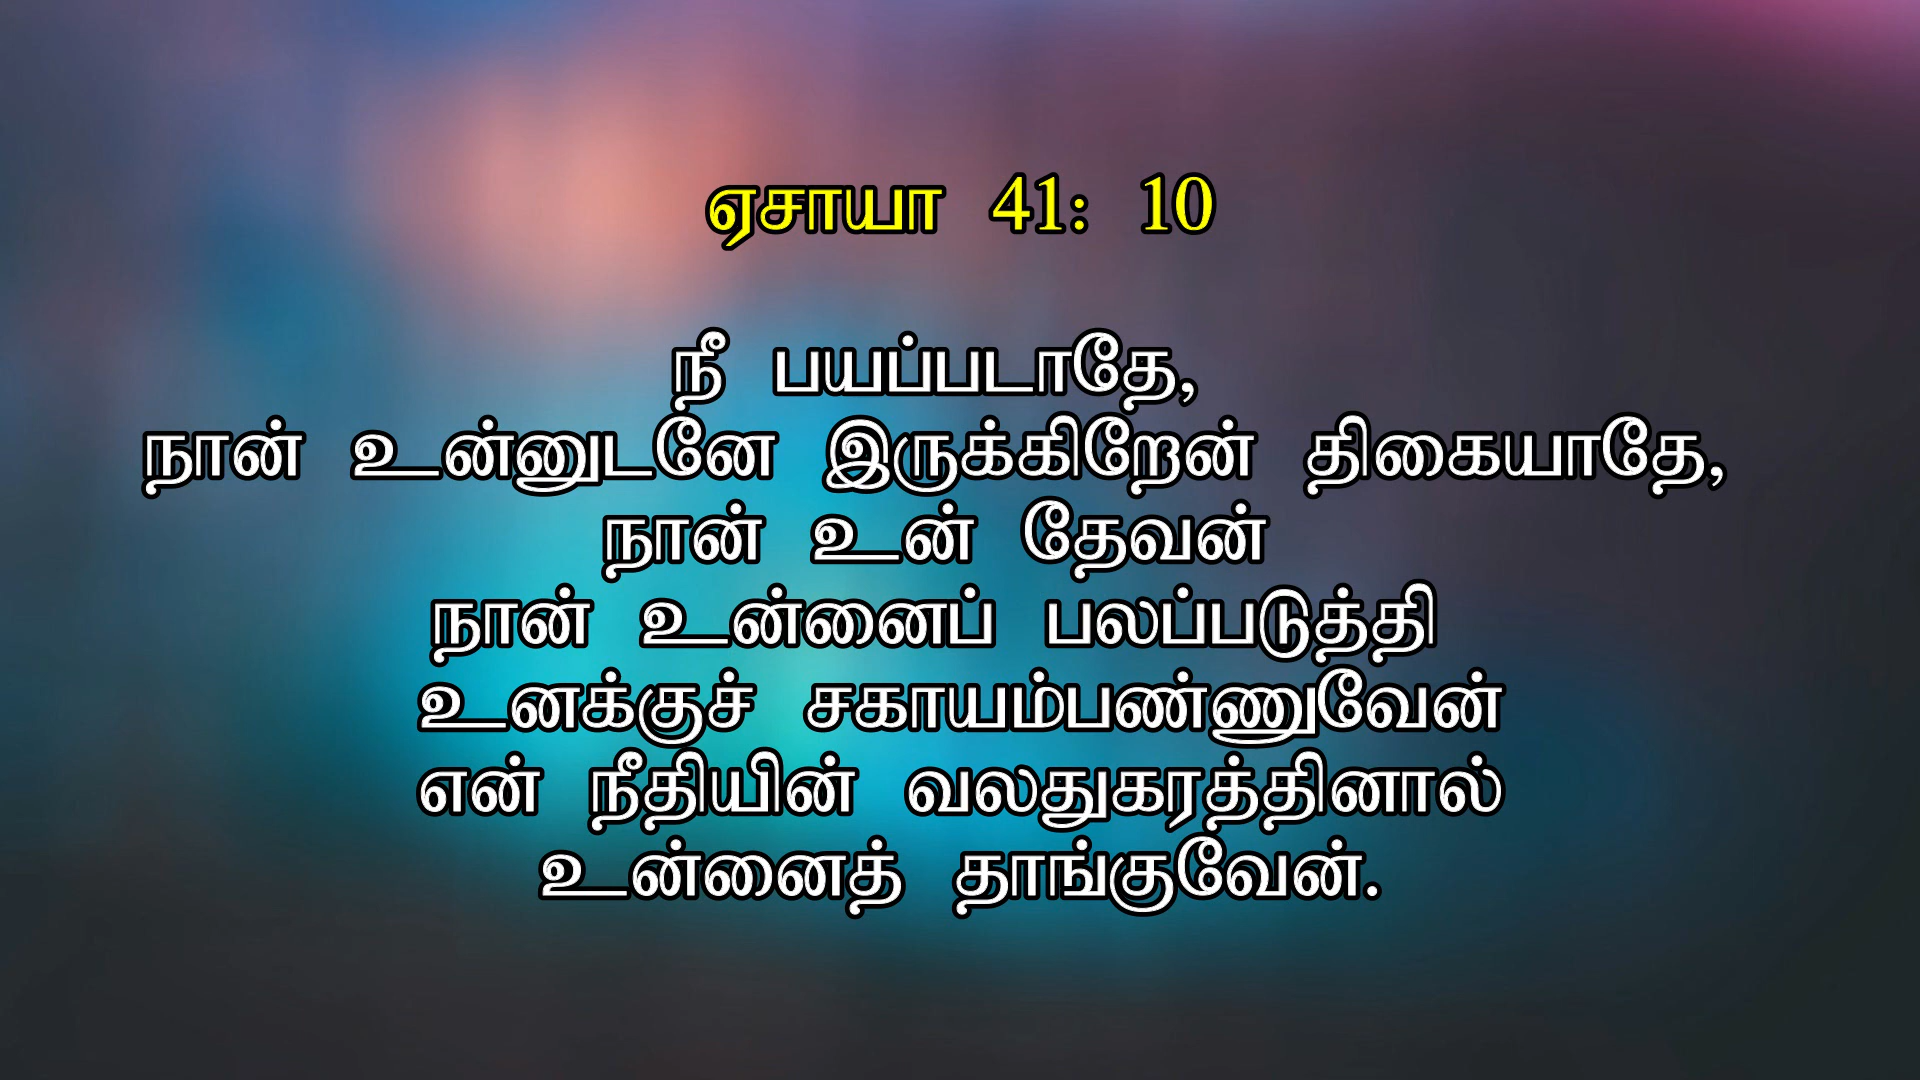 ஏசாயா 41: 10
நீ பயப்படாதே,
நான் உன்னுடனே இருக்கிறேன் திகையாதே,
நான் உன் தேவன்
நான் உன்னைப் பலப்படுத்தி
உனக்குச் சகாயம்பண்ணுவேன்
என் நீதியின் வலதுகரத்தினால்
உன்னைத் தாங்குவேன்.